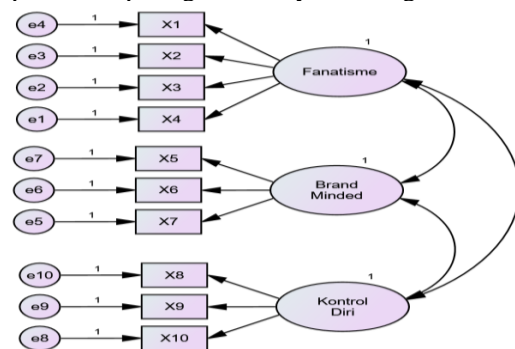 e4 1 X1
e3 1 X2
e2 1 X3
e1 1 X4
1
Fanatisme
e7 1 X5
e6 1 X6
e5 1 X7
1
Brand
Minded
e10 1 X8
e9 1 X9
e8 1 X10
1
Kontrol
Diri